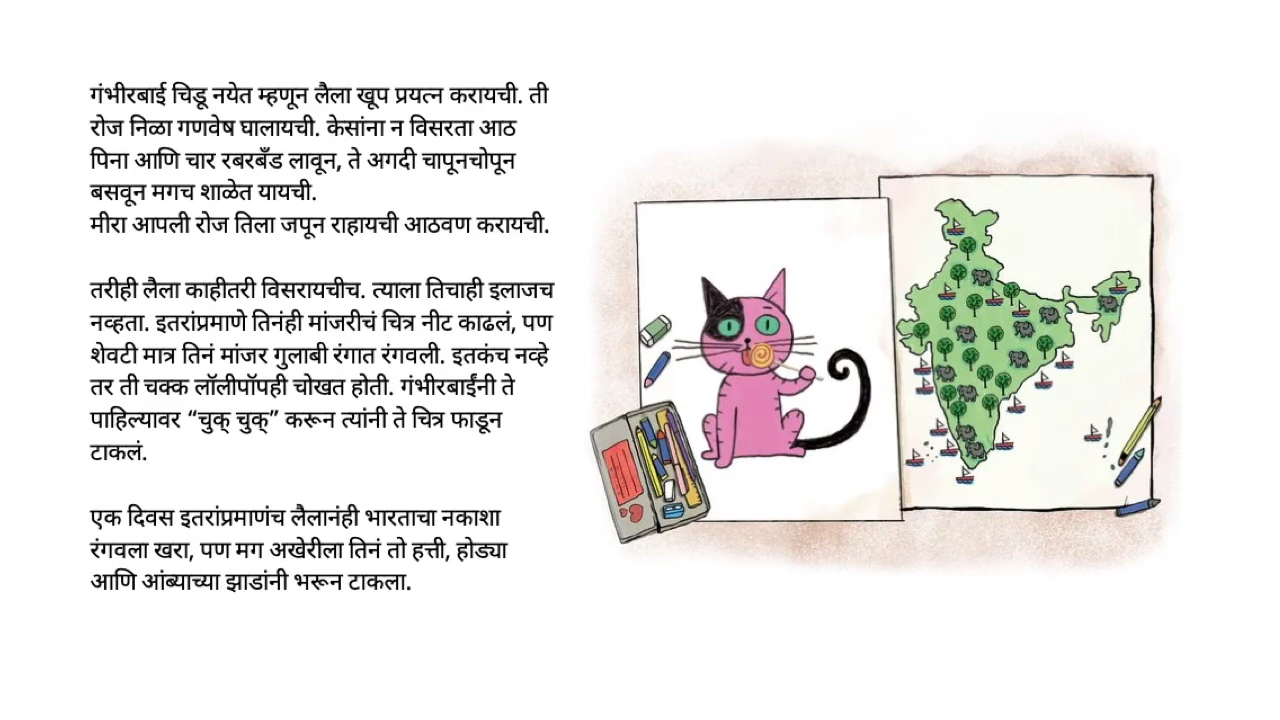 गंभीरबाई चिडू नयेत म्हणून लैला खूप प्रयत्न करायची. ती
रोज निळा गणवेष घालायची. केसांना न विसरता आठ
पिना आणि चार रबरबँड लावून, ते अगदी चापूनचोपून
बसवून मगच शाळेत यायची.
मीरा आपली रोज तिला जपून राहायची आठवण करायची.
तरीही लैला काहीतरी विसरायचीच. त्याला तिचाही इलाजच
नव्हता. इतरांप्रमाणे तिनंही मांजरीचं चित्र नीट काढलं, पण
शेवटी मात्र तिनं मांजर गुलाबी रंगात रंगवली. इतकंच नव्हे
तर ती चक्क लॉलीपॉपही चोखत होती. गंभीरबाईंनी ते
पाहिल्यावर “चुक् चुक्” करून त्यांनी ते चित्र फाडून
टाकलं.
एक दिवस इतरांप्रमाणंच लैलानंही भारताचा नकाशा
रंगवला खरा, पण मग अखेरीला तिनं तो हत्ती, होड्या
आणि आंब्याच्या झाडांनी भरून टाकला.